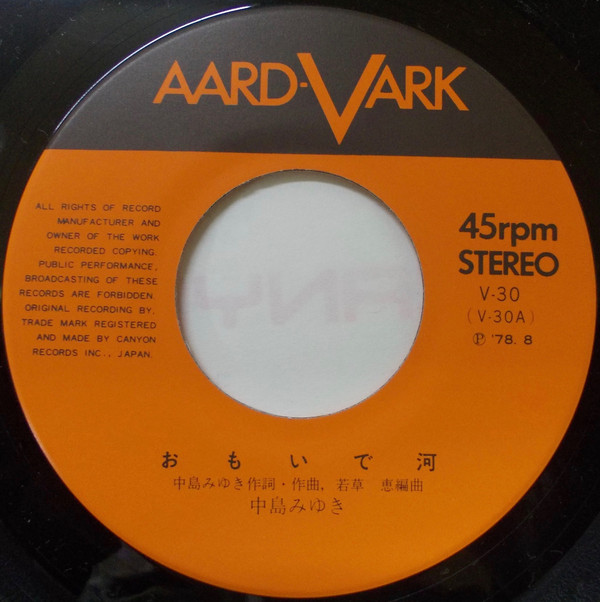 AARD-VARK
ALL RIGHTS OF RECORD
MANUFACTURER AND
OWNER OF THE WORK
RECORDED COPYING.
PUBLIC PERFORMANCE,
BROADCASTING OF THESE
RECORDS ARE FORBIDDEN.
ORIGINAL RECORDING BY.
TRADE MARK REGISTERED
AND MADE BY CANYON
RECORDS INC., JAPAN.
45rpm
STEREO
V-30
(V-30A)
Ⓟ '78. 8
おもいで河
中島みゆき作詞・作曲, 若草 恵編曲
中島みゆき